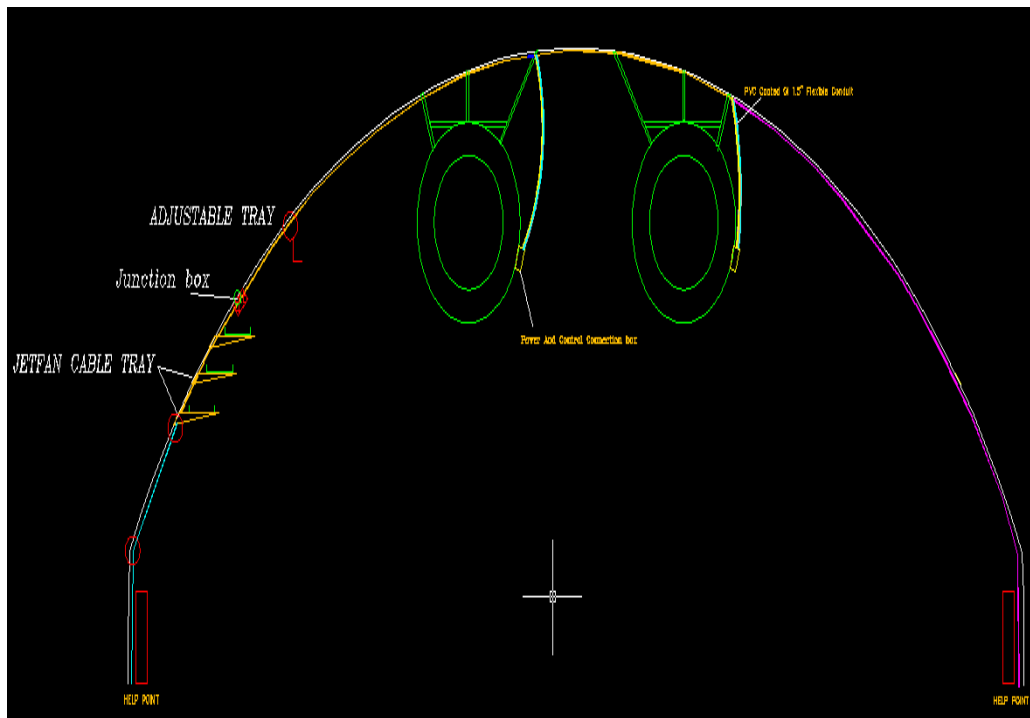 PVC Coated GI 1.5" Flexible Conduit
ADJUSTABLE TRAY
Junction box
Power And Control Connection box
JETFAN CABLE TRAY
HELP POINT
HELP POINT